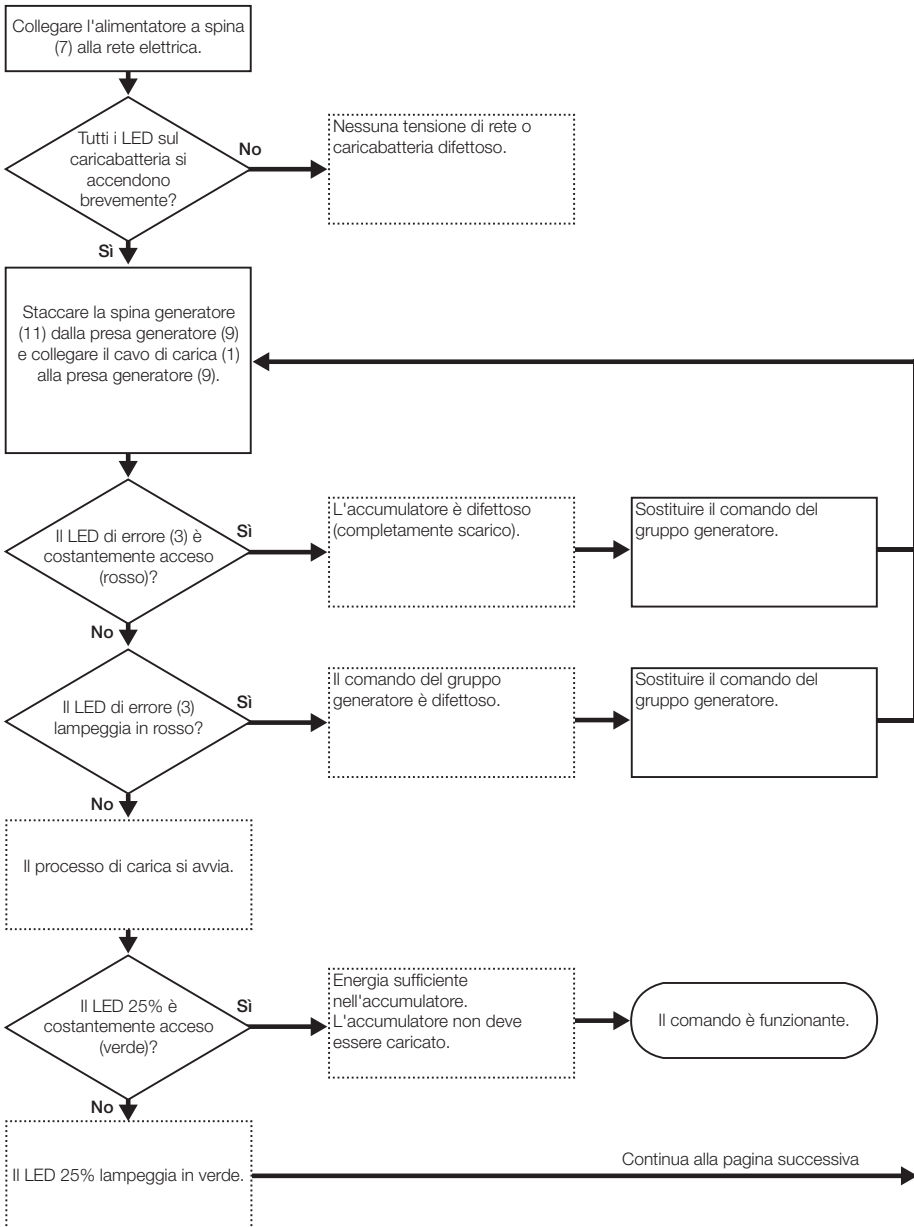 Collegare l'alimentatore a spina
(7) alla rete elettrica.
Tutti i LED sul
caricabatteria si
accendono
brevemente?
No
Nessuna tensione di rete o
caricabatteria difettoso.
Sì
Staccare la spina generatore
(11) dalla presa generatore (9)
e collegare il cavo di carica (1)
alla presa generatore (9).
Il LED di errore (3) è
costantemente acceso
(rosso)?
Sì
L'accumulatore è difettoso
(completamente scarico).
Sostituire il comando del
gruppo generatore.
No
Il LED di errore (3)
lampeggia in rosso?
Sì
Il comando del gruppo
generatore è difettoso.
Sostituire il comando del
gruppo generatore.
No
Il processo di carica si avvia.
Il LED 25% è
costantemente acceso
(verde)?
Sì
Energia sufficiente
nell'accumulatore.
L'accumulatore non deve
essere caricato.
Il comando è funzionante.
No
Il LED 25% lampeggia in verde.
Continua alla pagina successiva